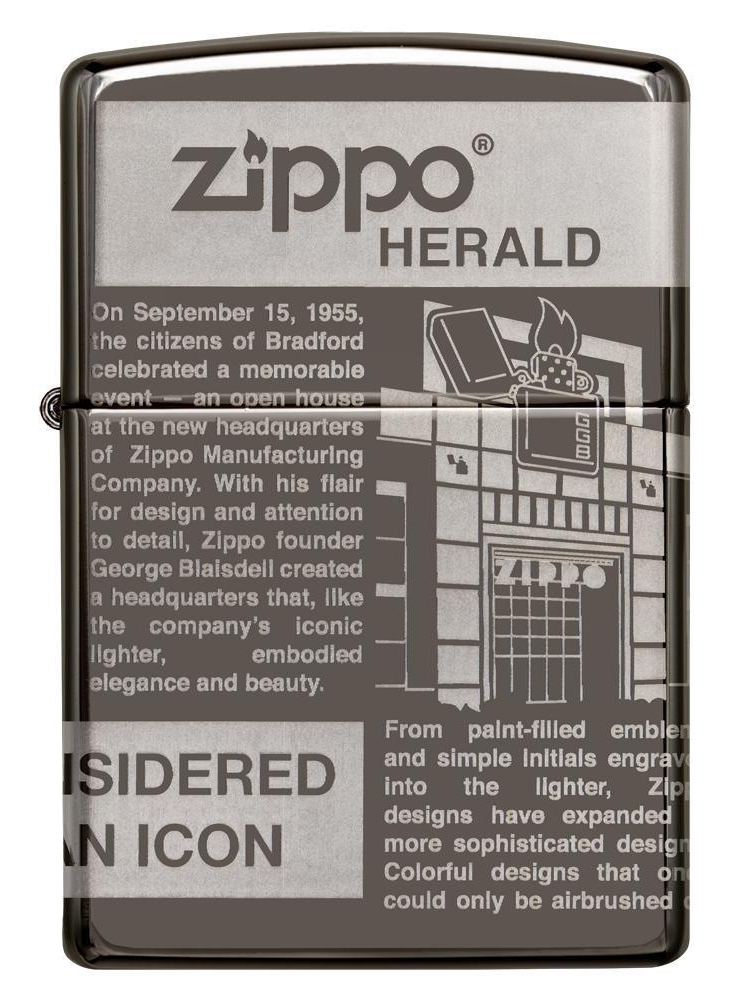 zippo®
HERALD
On September 15, 1955,
the citizens of Bradford
celebrated a memorable
event — an open house
at the new headquarters
of Zippo Manufacturing
Company. With his flair
for design and attention
to detail, Zippo founder
George Blaisdell created
a headquarters that, like
the company's iconic
lighter, embodied
elegance and beauty.
GGB
ZIPPO
NSIDERED
AN ICON
From paint-filled emblem
and simple initials engrave
into the lighter, Zipp
designs have expanded
more sophisticated design
Colorful designs that on
could only be airbrushed